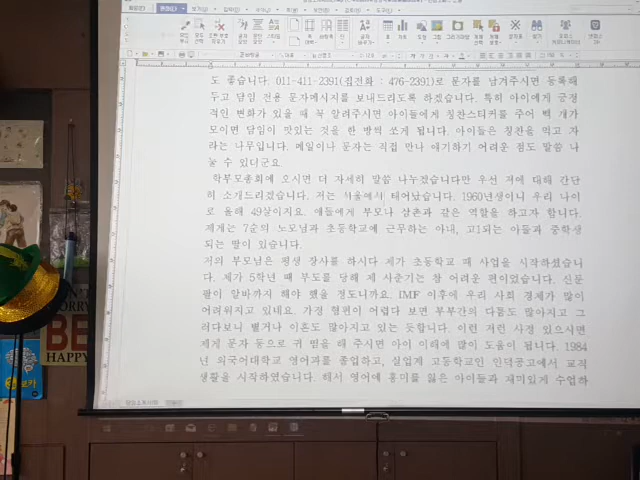 도 좋습니다. 011-411-2391(집전화 : 476-2391)로 문자를 남겨주시면 등록해
두고 담임 전용 문자메시지를 보내드리도록 하겠습니다. 특히 아이에게 긍정
적인 변화가 있을 때 꼭 알려주시면 아이들에게 칭찬스티커를 주어 백 개가
모이면 담임이 맛있는 것을 한 방씩 쏘게 됩니다. 아이들은 칭찬을 먹고 자
라는 나무입니다. 메일이나 문자는 직접 만나 얘기하기 어려운 점도 말씀 나
눌 수 있더군요.
학부모총회에 오시면 더 자세히 말씀 나누겠습니다만 우선 저에 대해 간단
히 소개드리겠습니다. 저는 서울에서 태어났습니다. 1960년생이니 우리 나이
로 올해 49살이지요. 애들에게 부모나 삼촌과 같은 역할을 하고자 합니다.
제게는 7순의 노모님과 초등학교에 근무하는 아내, 고1되는 아들과 중학생
되는 딸이 있습니다.
저의 부모님은 평생 장사를 하시다 제가 초등학교 때 사업을 시작하셨습니
다. 제가 5학년 때 부도를 당해 제 사춘기는 참 어려운 편이었습니다. 신문
팔이 알바까지 해야 했을 정도니까요. IMF 이후에 우리 사회 경제가 많이
어려워지고 있네요. 가정 형편이 어렵다 보면 부부간의 다툼도 많아지고 그
러다보니 별거나 이혼도 많아지고 있는 듯합니다. 이런 저런 사정 있으시면
제게 문자 등으로 귀 띔을 해 주시면 아이 이해에 많이 도움이 됩니다. 1984
년 외국어대학교 영어과를 졸업하고, 실업계 고등학교인 인덕공고에서 교직
생활을 시작하였습니다. 해서 영어에 흥미를 잃은 아이들과 재미있게 수업하
WORRY
BE
HAPPY